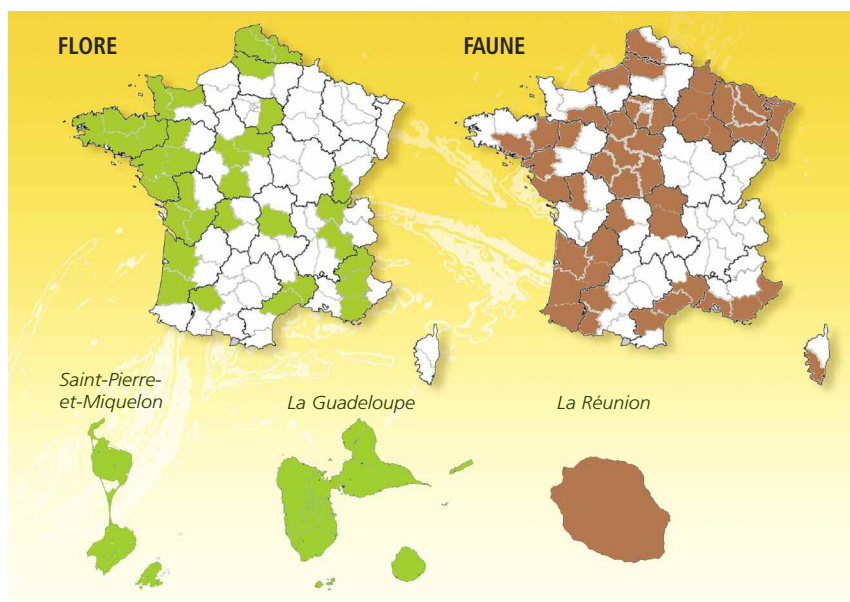 FLORE
FAUNE
Saint-Pierre-
et-Miquelon
La Guadeloupe
La Réunion